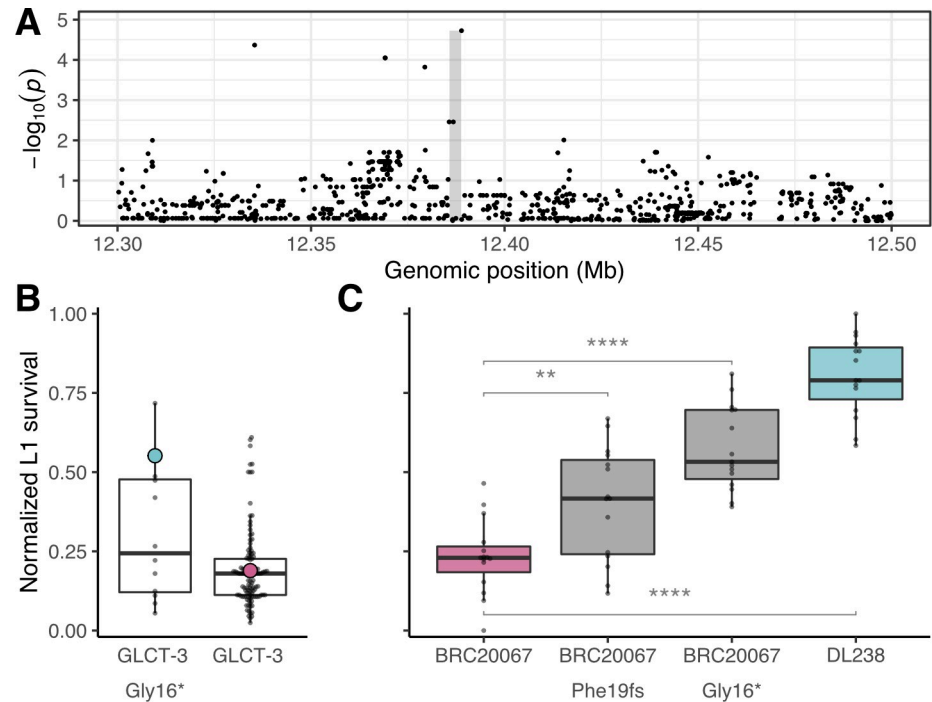 A
5
4
3
2
1
0
−log10(p)
12.30 12.35 12.40 12.45 12.50
Genomic position (Mb)
B
C
1.00
0.75
0.50
0.25
0.00
Normalized L1 survival
****
**
****
GLCT-3 GLCT-3
Gly16*
BRC20067 BRC20067 BRC20067 DL238
Phe19fs Gly16*